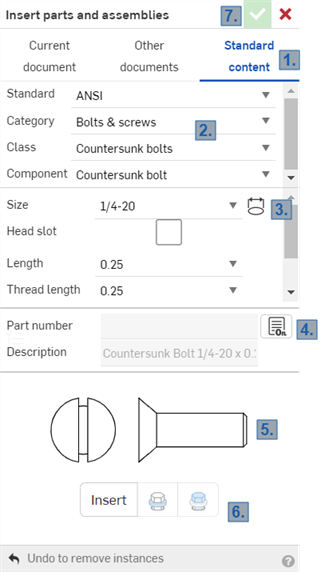 Insert parts and assemblies 7.
Current document
Other documents
Standard content 1.
Standard ANSI
Category Bolts & screws 2.
Class Countersunk bolts
Component Countersunk bolt
Size 1/4-20 3.
Head slot
Length 0.25
Thread length 0.25
Part number 4.
Description Countersunk Bolt 1/4-20 x 0.
5.
Insert 6.
Undo to remove instances ?